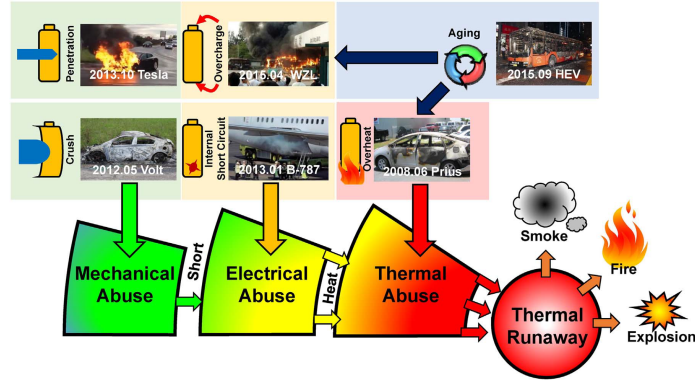 Penetration
2013.10 Tesla
Overcharge
2015.04 WZL
Aging
2015.09 HEV
Crush
2012.05 Volt
Internal
Short Circuit
2013.01 B-787
Overheat
2008.06 Prius
Mechanical
Abuse
Short
Electrical
Abuse
Heat
Thermal
Abuse
Thermal
Runaway
Smoke
Fire
Explosion